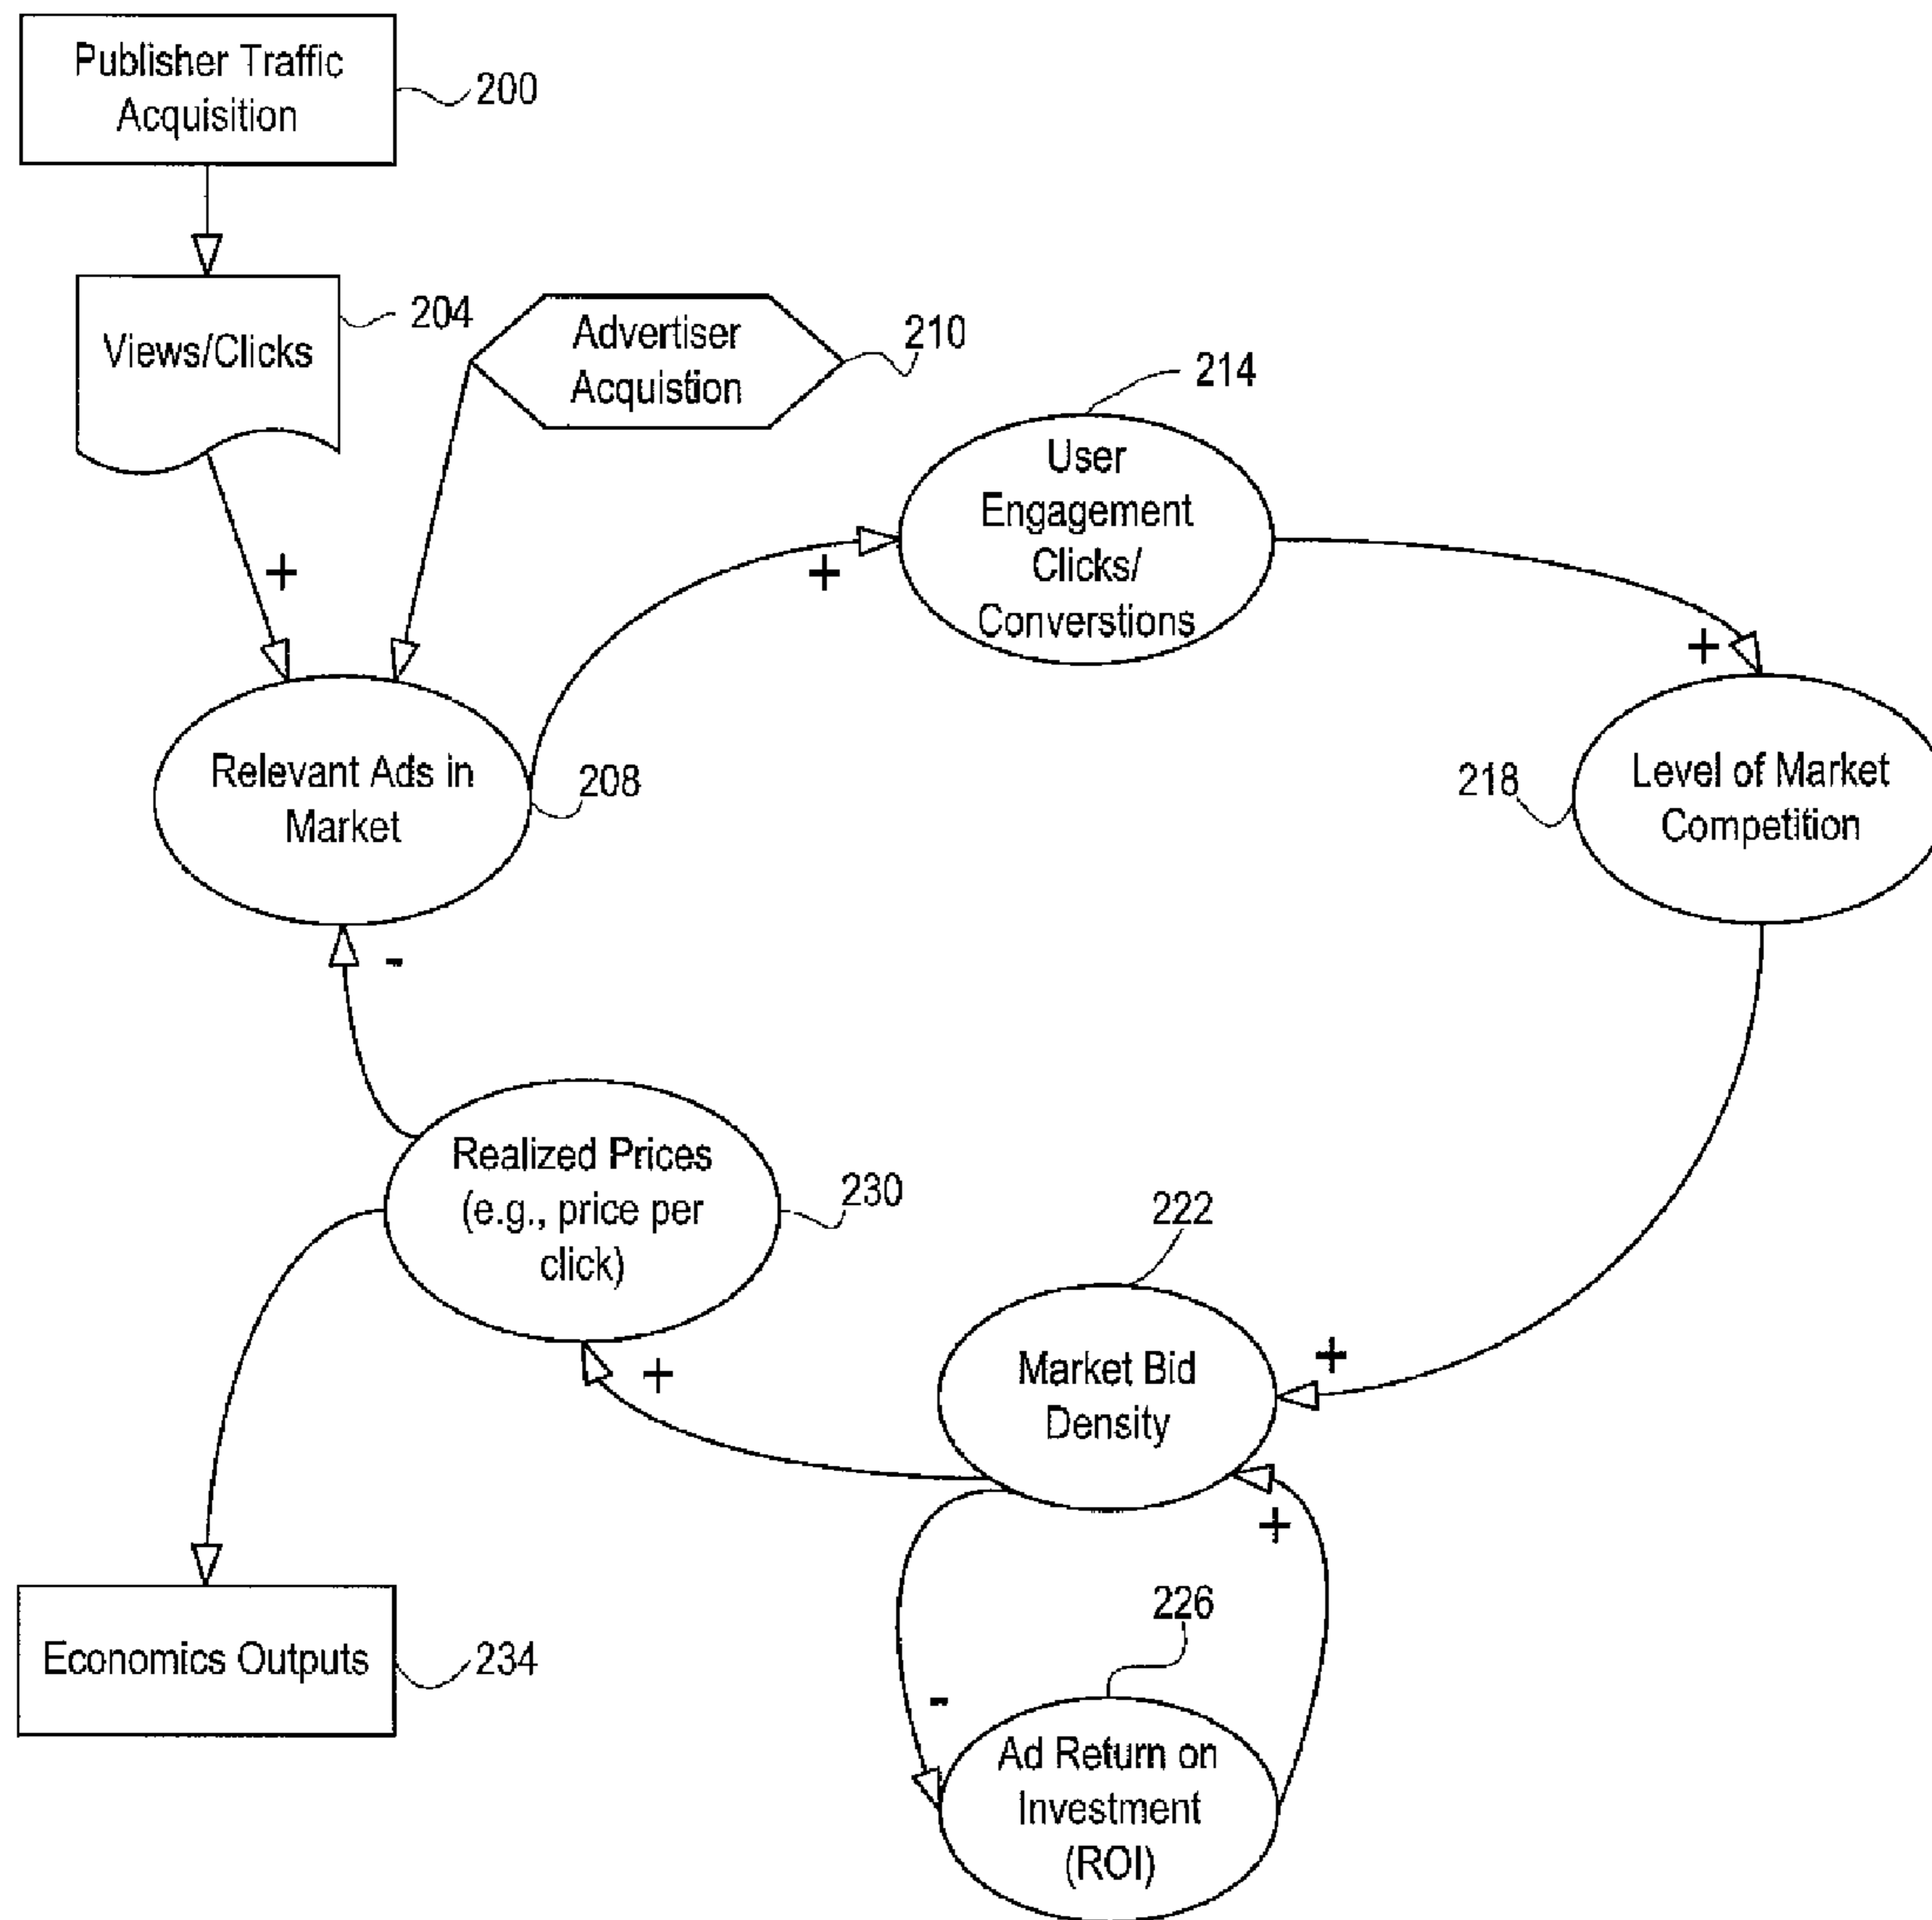 Publisher Traffic
Acquisition
200
Views/Clicks
204
Advertiser
Acquistion
210
User
Engagement
Clicks/
Converstions
214
+
+
+
Relevant Ads in
Market
208
Level of Market
Competition
218
-
Realized Prices
(e.g., price per
click)
230
222
Market Bid
Density
+
+
+
-
226
Ad Return on
Investment
(ROI)
Economics Outputs
234